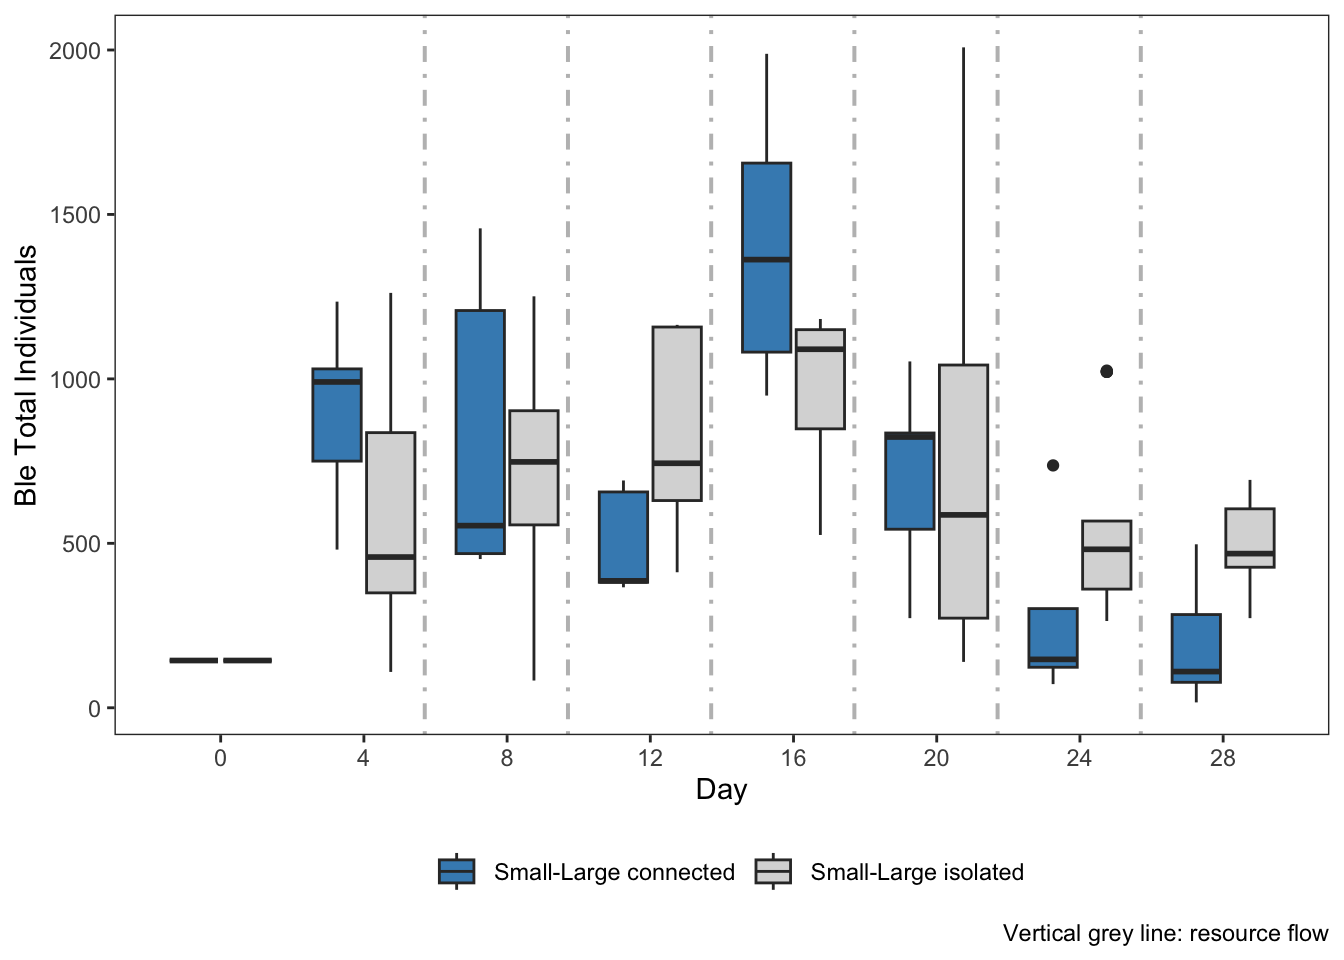 2000
1500
1000
500
0
Ble Total Individuals
0 4 8 12 16 20 24 28
Day
Small-Large connected Small-Large isolated
Vertical grey line: resource flow